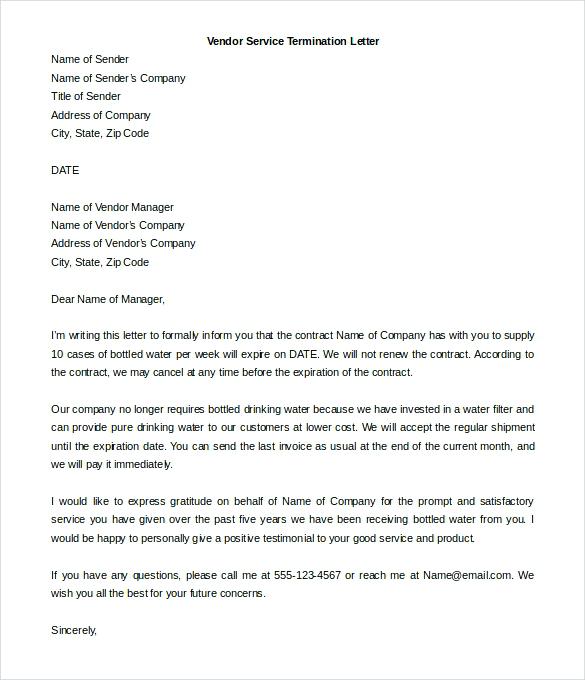 Vendor Service Termination Letter
Name of Sender
Name of Sender's Company
Title of Sender
Address of Company
City, State, Zip Code
DATE
Name of Vendor Manager
Name of Vendor's Company
Address of Vendor's Company
City, State, Zip Code
Dear Name of Manager,
I'm writing this letter to formally inform you that the contract Name of Company has with you to supply
10 cases of bottled water per week will expire on DATE. We will not renew the contract. According to
the contract, we may cancel at any time before the expiration of the contract.
Our company no longer requires bottled drinking water because we have invested in a water filter and
can provide pure drinking water to our customers at lower cost. We will accept the regular shipment
until the expiration date. You can send the last invoice as usual at the end of the current month, and
we will pay it immediately.
I would like to express gratitude on behalf of Name of Company for the prompt and satisfactory
service you have given over the past five years we have been receiving bottled water from you. I
would be happy to personally give a positive testimonial to your good service and product.
If you have any questions, please call me at 555-123-4567 or reach me at Name@email.com. We
wish you all the best for your future concerns.
Sincerely,